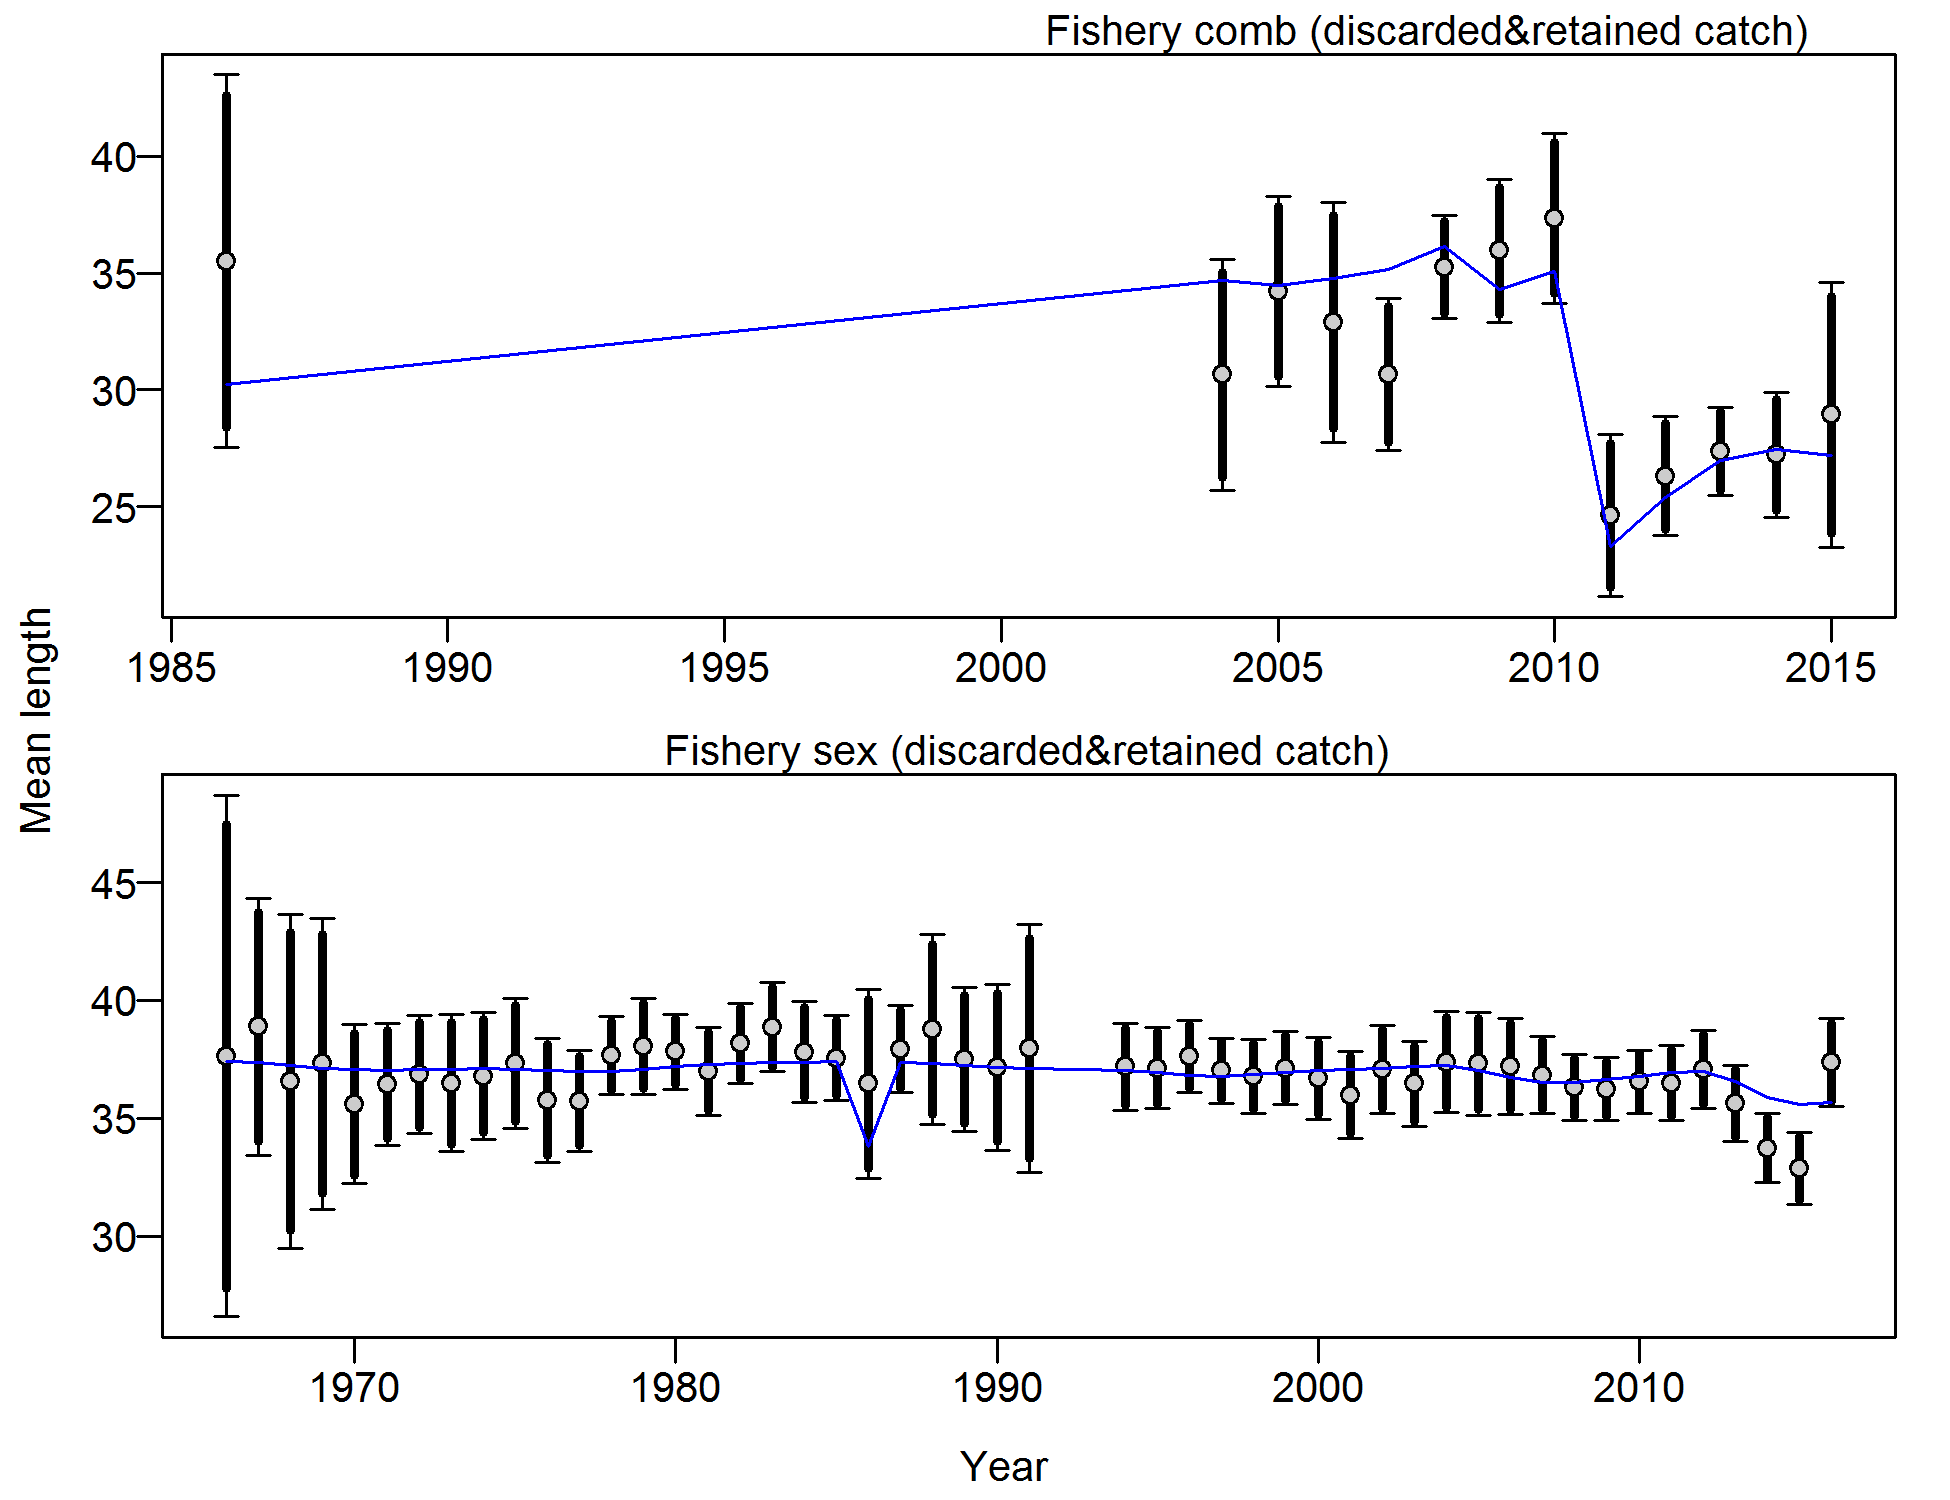 Fishery comb (discarded&retained catch)
40
35
30
25
1985 1990 1995 2000 2005 2010 2015
Mean length
Fishery sex (discarded&retained catch)
45
40
35
30
1970 1980 1990 2000 2010
Year